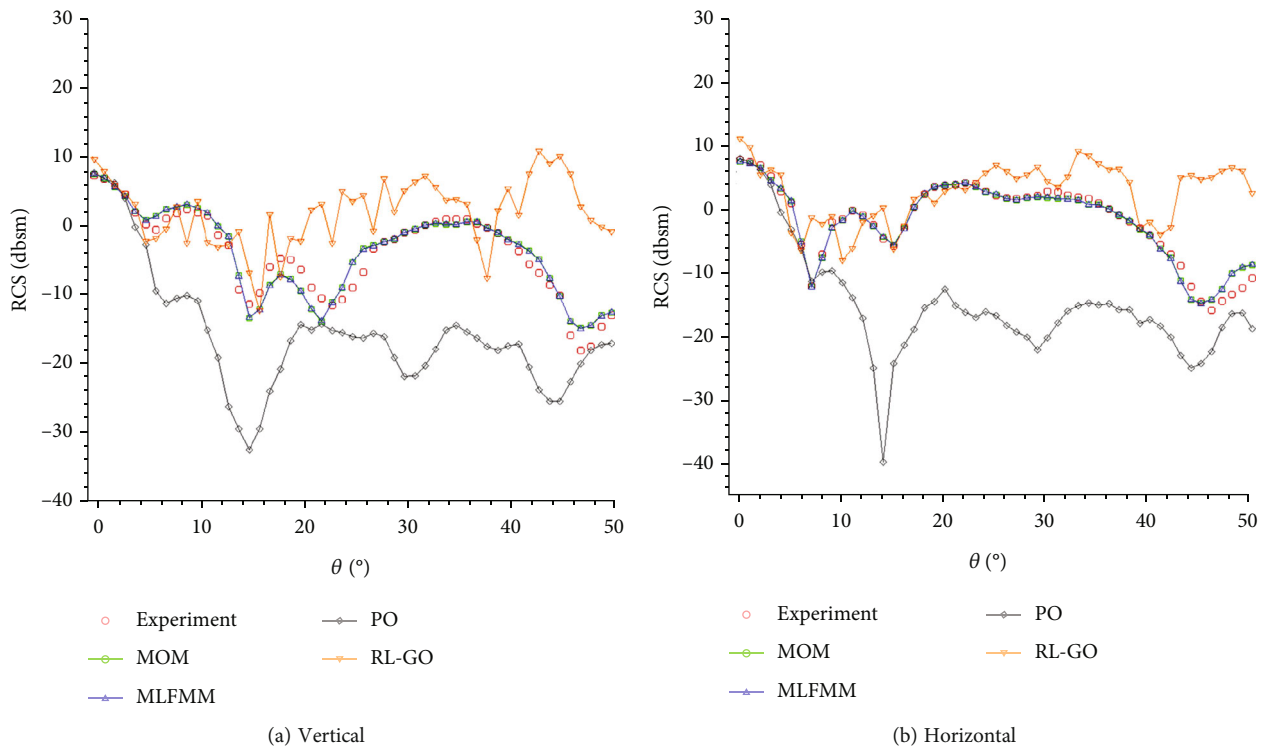 30
20
10
0
−10
−20
−30
−40
RCS (dbsm)
0 10 20 30 40 50
θ (°)
Experiment
MOM
MLFMM
PO
RL-GO
(a) Vertical
30
20
10
0
−10
−20
−30
−40
RCS (dbsm)
0 10 20 30 40 50
θ (°)
Experiment
MOM
MLFMM
PO
RL-GO
(b) Horizontal